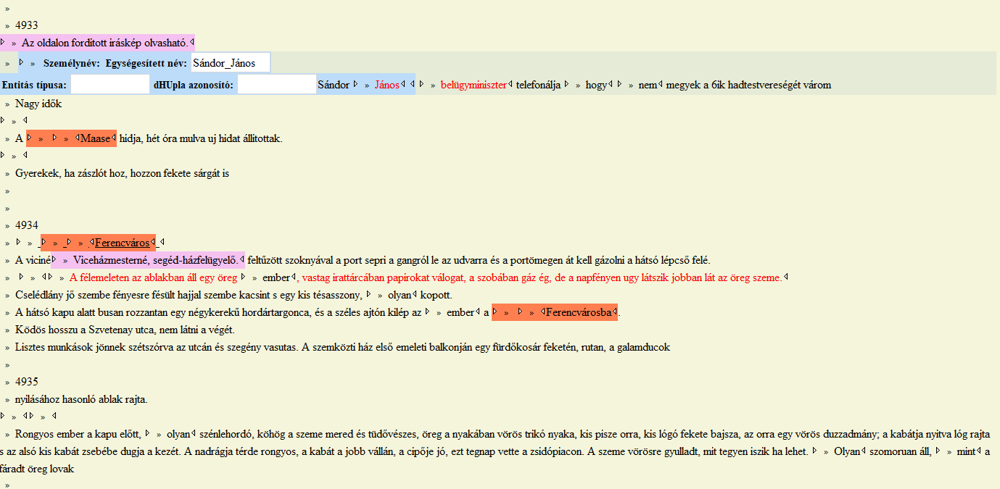 4933
Az oldalon fordított íráskép olvasható.
Személynév: Egységesített név: Sándor_János
Entitás típusa: dHUpla azonosító: Sándor János belügyminiszter telefonálja hogy nem megyek a 6ik hadtestvereségét várom
Nagy idők
A Maase hidja, hét óra mulva uj hidat állítottak.
Gyerekek, ha zászlót hoz, hozzon fekete sárgát is
4934
Ferencváros
A viciné Viceházmesterné, segéd-házfelügyelő. feltűzött szoknyával a port sepri a gangról le az udvarra és a portömegen át kell gázolni a hátsó lépcső felé.
A félemeleten az ablakban áll egy öreg ember, vastag irattárcában papirokat válogat, a szobában gáz ég, de a napfényen ugy látszik jobban lát az öreg szeme.
Cselédlány jő szembe fényesre fésült hajjal szembe kacsint s egy kis tésasszony, olyan kopott.
A hátsó kapu alatt busan rozzantan egy négykerekű hordártargonca, és a széles ajtón kilép az ember a Ferencvárosba.
Ködös hosszu a Szvetenay utca, nem látni a végét.
Lisztes munkások jönnek szétszórva az utcán és szegény vasutas. A szemközti ház első emeleti balkonján egy fürdőkosár feketén, rutan, a galamducok
4935
nyílásához hasonló ablak rajta.
Rongyos ember a kapu előtt, olyan szénlehordó, köhög a szeme mered és tüdővészes, öreg a nyakában vörös trikó nyaka, kis pisze orra, kis lógó fekete bajsza, az orra egy vörös duzzadmány; a kabátja nyitva lóg rajta
s az alsó kis kabát zsebébe dugja a kezét. A nadrágja térde rongyos, a kabát a jobb vállán, a cipője jó, ezt tegnap vette a zsidópiacon. A szeme vörösre gyulladt, mit tegyen iszik ha lehet. Olyan szomoruan áll, mint a
fáradt öreg lovak